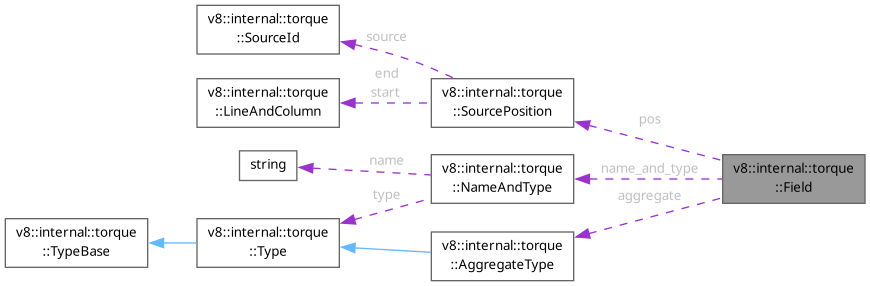 v8::internal::torque
::SourceId
source
end
start
v8::internal::torque
::LineAndColumn
v8::internal::torque
::SourcePosition
pos
string
name
v8::internal::torque
::NameAndType
name_and_type
v8::internal::torque
::Field
type
aggregate
v8::internal::torque
::TypeBase
v8::internal::torque
::Type
v8::internal::torque
::AggregateType